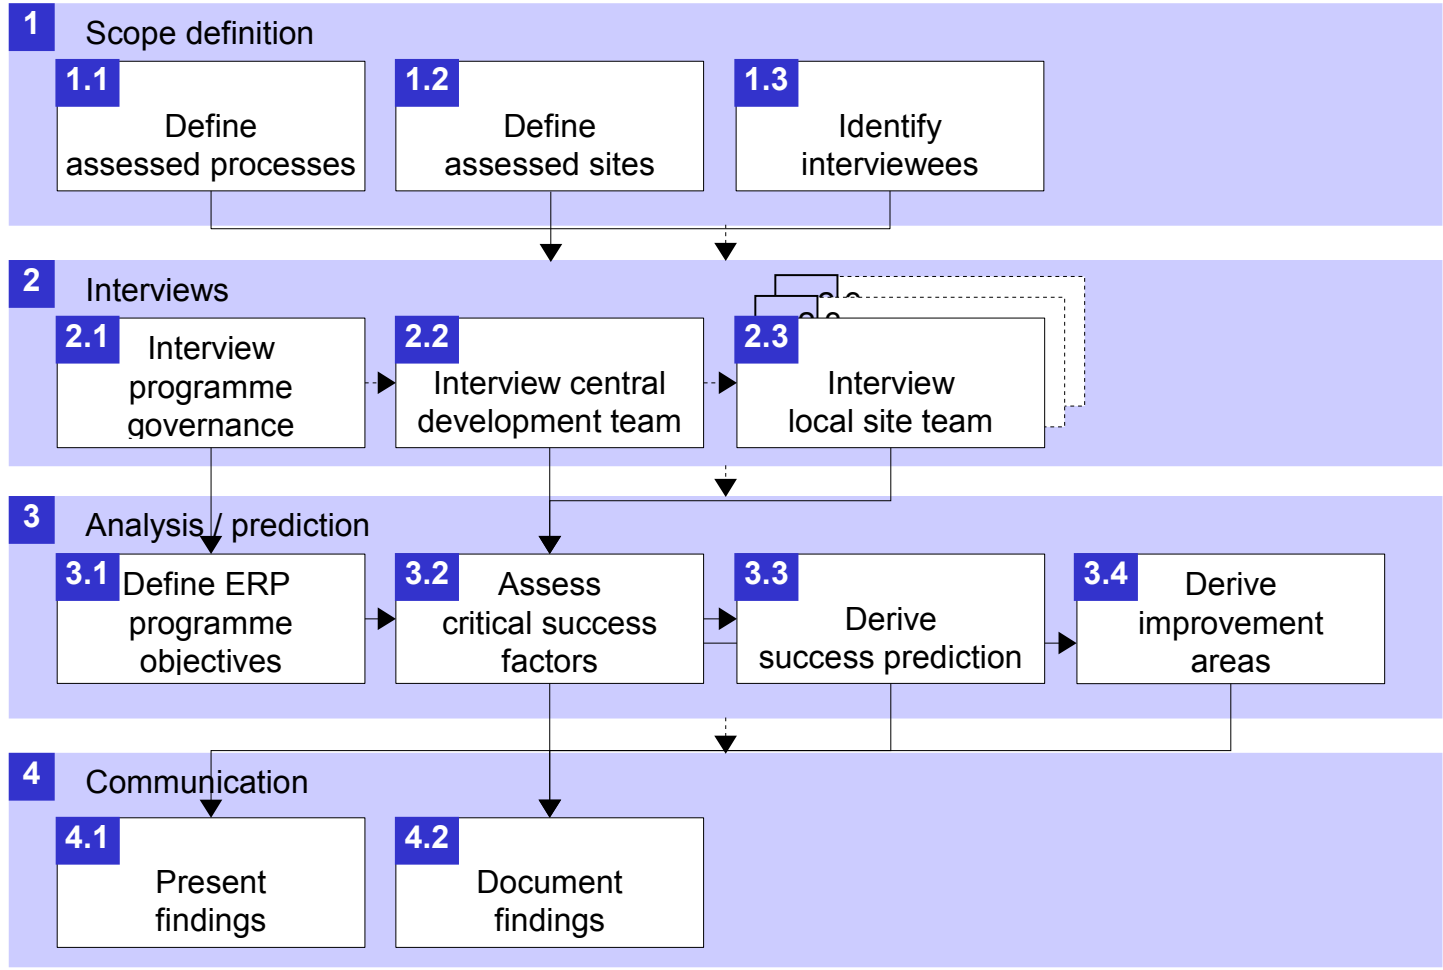 1
Scope definition
1.1
Define
assessed processes
1.2
Define
assessed sites
1.3
Identify
interviewees
2
Interviews
2.1
Interview
programme
governance
2.2
Interview central
development team
2.3
Interview
local site team
3
Analysis / prediction
3.1
Define ERP
programme
objectives
3.2
Assess
critical success
factors
3.3
Derive
success prediction
3.4
Derive
improvement
areas
4
Communication
4.1
Present
findings
4.2
Document
findings